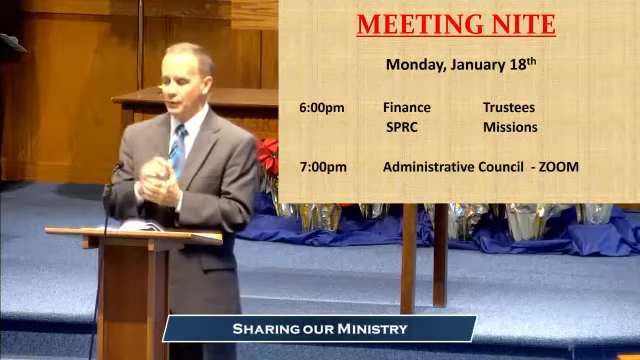 MEETING NITE
Monday, January 18th
6:00pm Finance Trustees
SPRC Missions
7:00pm Administrative Council - ZOOM
Sharing our Ministry